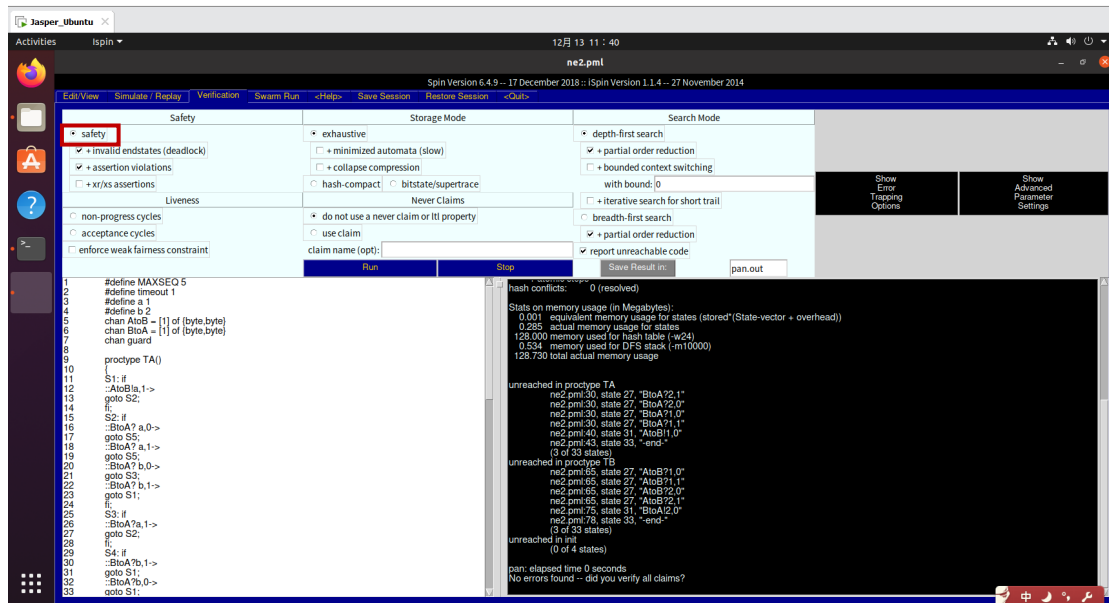 Jasper_Ubuntu
Activities Ispin 12月 13 11：40
ne2.pml
Spin Version 6.4.9 -- 17 December 2018 :: iSpin Version 1.1.4 -- 27 November 2014
Edit/View Simulate / Replay Verification Swarm Run <Help> Save Session Restore Session <Quit>
Safety Storage Mode Search Mode
safety exhaustive depth-first search
+ invalid endstates (deadlock) + minimized automata (slow) + partial order reduction
+ assertion violations + collapse compression + bounded context switching
+ xr/xs assertions hash-compact bitstate/supertrace with bound: 0
Liveness Never Claims + iterative search for short trail
non-progress cycles do not use a never claim or ltl property breadth-first search
acceptance cycles use claim + partial order reduction
enforce weak fairness constraint claim name (opt): report unreachable code
Run Stop Save Result in: pan.out
Show
Error
Trapping
Options
Show
Advanced
Parameter
Settings
1 #define MAXSEQ 5
2 #define timeout 1
3 #define a 1
4 #define b 2
5 chan AtoB = [1] of {byte,byte}
6 chan BtoA = [1] of {byte,byte}
7 chan guard
8
9 proctype TA()
10 {
11 S1: if
12 ::AtoB!a,1->
13 goto S2;
14 fi;
15 S2: if
16 ::BtoA? a,0->
17 goto S5;
18 ::BtoA? a,1->
19 goto S5;
20 ::BtoA? b,0->
21 goto S3;
22 ::BtoA? b,1->
23 goto S1;
24 fi;
25 S3: if
26 ::BtoA?a,1->
27 goto S2;
28 fi;
29 S4: if
30 ::BtoA?b,1->
31 goto S1;
32 ::BtoA?b,0->
33 goto S1;
hash conflicts: 0 (resolved)
Stats on memory usage (in Megabytes):
0.001 equivalent memory usage for states (stored*(State-vector + overhead))
0.285 actual memory usage for states
128.000 memory used for hash table (-w24)
0.534 memory used for DFS stack (-m10000)
128.730 total actual memory usage
unreached in proctype TA
ne2.pml:30, state 27, "BtoA?2,1"
ne2.pml:30, state 27, "BtoA?2,0"
ne2.pml:30, state 27, "BtoA?1,0"
ne2.pml:30, state 27, "BtoA?1,1"
ne2.pml:40, state 31, "AtoB!1,0"
ne2.pml:43, state 33, "-end-"
(3 of 33 states)
unreached in proctype TB
ne2.pml:65, state 27, "AtoB?1,0"
ne2.pml:65, state 27, "AtoB?1,1"
ne2.pml:65, state 27, "AtoB?2,0"
ne2.pml:65, state 27, "AtoB?2,1"
ne2.pml:75, state 31, "BtoA!2,0"
ne2.pml:78, state 33, "-end-"
(3 of 33 states)
unreached in init
(0 of 4 states)
pan: elapsed time 0 seconds
No errors found -- did you verify all claims?
中